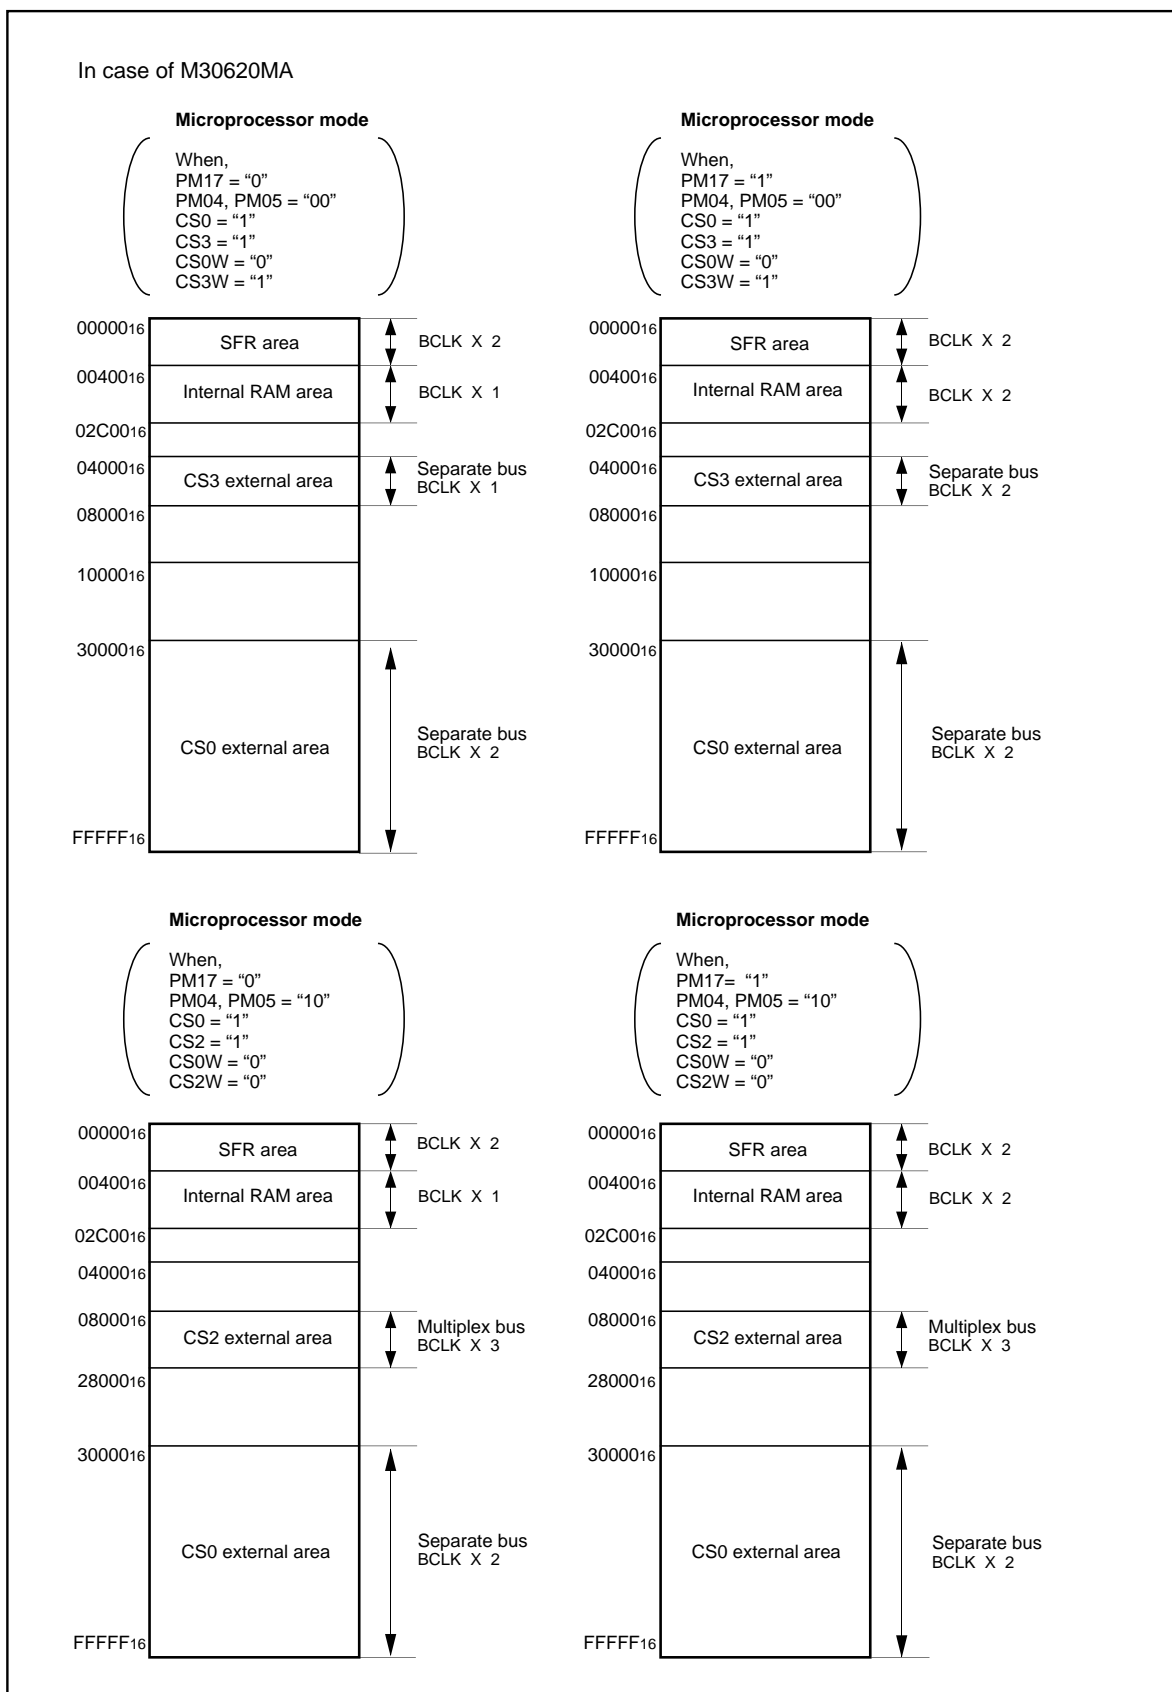 In case of M30620MA
Microprocessor mode
When,
PM17 = “0”
PM04, PM05 = “00”
CS0 = “1”
CS3 = “1”
CS0W = “0”
CS3W = “1”
0000016
SFR area
BCLK X 2
0040016
Internal RAM area
BCLK X 1
02C0016
0400016
CS3 external area
Separate bus
BCLK X 1
0800016
1000016
3000016
CS0 external area
Separate bus
BCLK X 2
FFFFF16
Microprocessor mode
When,
PM17 = “1”
PM04, PM05 = “00”
CS0 = “1”
CS3 = “1”
CS0W = “0”
CS3W = “1”
0000016
SFR area
BCLK X 2
0040016
Internal RAM area
BCLK X 2
02C0016
0400016
CS3 external area
Separate bus
BCLK X 2
0800016
1000016
3000016
CS0 external area
Separate bus
BCLK X 2
FFFFF16
Microprocessor mode
When,
PM17 = “0”
PM04, PM05 = “10”
CS0 = “1”
CS2 = “1”
CS0W = “0”
CS2W = “0”
0000016
SFR area
BCLK X 2
0040016
Internal RAM area
BCLK X 1
02C0016
0400016
0800016
CS2 external area
Multiplex bus
BCLK X 3
2800016
3000016
CS0 external area
Separate bus
BCLK X 2
FFFFF16
Microprocessor mode
When,
PM17= “1”
PM04, PM05 = “10”
CS0 = “1”
CS2 = “1”
CS0W = “0”
CS2W = “0”
0000016
SFR area
BCLK X 2
0040016
Internal RAM area
BCLK X 2
02C0016
0400016
0800016
CS2 external area
Multiplex bus
BCLK X 3
2800016
3000016
CS0 external area
Separate bus
BCLK X 2
FFFFF16